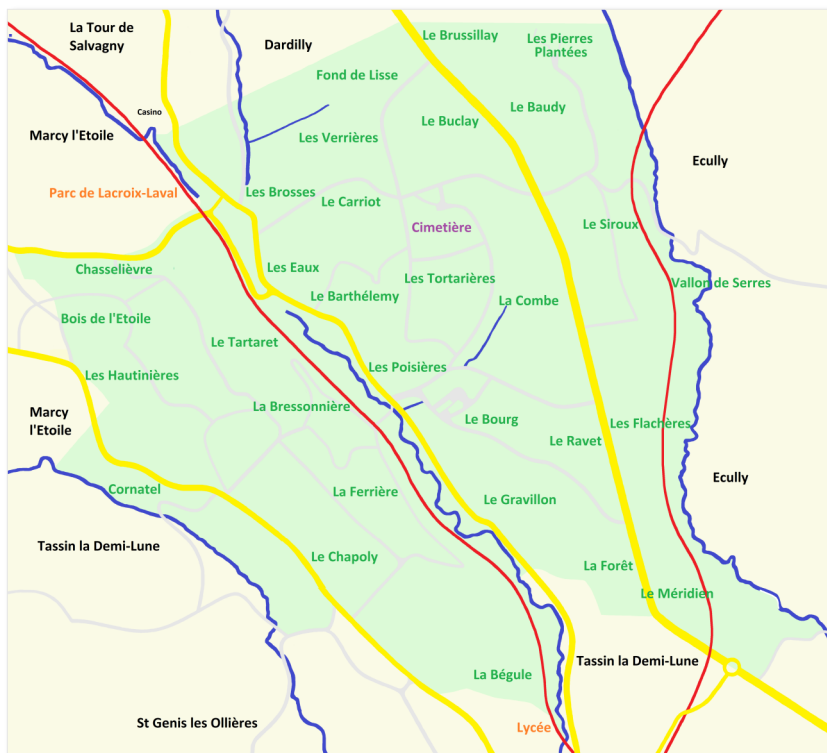 La Tour de
Salvagny
Dardilly
Le Brussillay
Les Pierres
Plantées
Fond de Lisse
Casino
Le Baudy
Le Buclay
Marcy l'Etoile
Les Verrières
Ecully
Parc de Lacroix-Laval
Les Brosses
Le Carriot
Cimetière
Le Siroux
Chasselièvre
Les Eaux
Les Tortarières
Vallon de Serres
Le Barthélemy
La Combe
Bois de l'Etoile
Le Tartaret
Les Poisières
Les Hautinières
La Bressonnière
Marcy
l'Etoile
Le Bourg
Les Flachères
Le Ravet
Ecully
Cornatel
La Ferrière
Le Gravillon
Tassin la Demi-Lune
Le Chapoly
La Forêt
Le Méridien
Tassin la Demi-Lune
La Bégule
St Genis les Ollières
Lycée